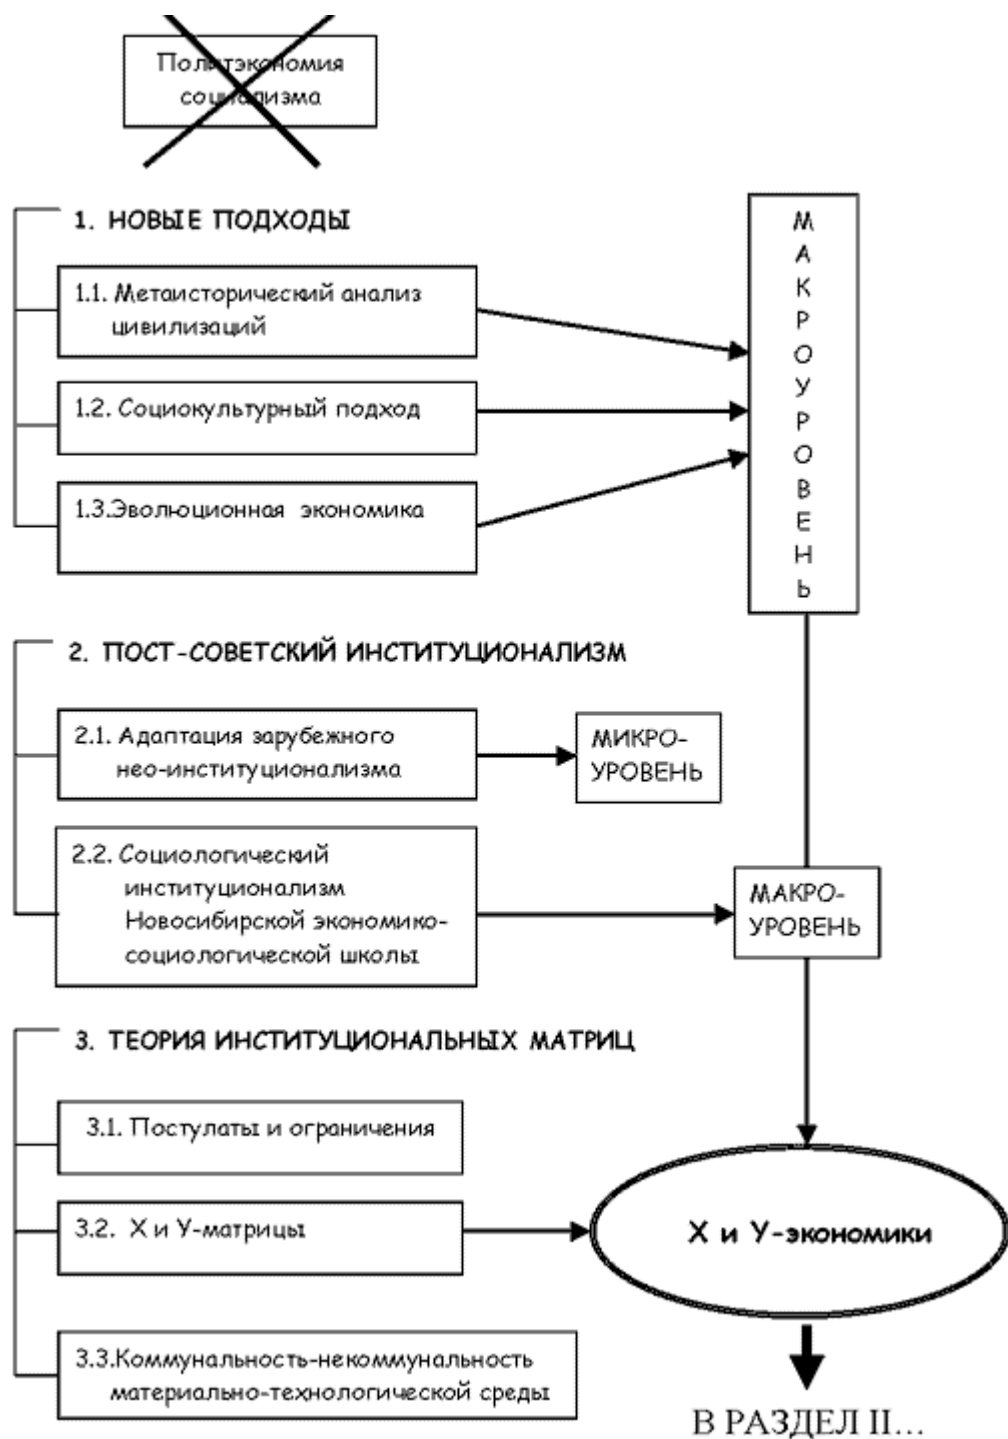 Политэкономия
социализма
1. НОВЫЕ ПОДХОДЫ
1.1. Метаисторический анализ
цивилизаций
1.2. Социокультурный подход
1.3.Эволюционная экономика
МАКРОУРОВЕНЬ
2. ПОСТ-СОВЕТСКИЙ ИНСТИТУЦИОНАЛИЗМ
2.1. Адаптация зарубежного
нео-институционализма
МИКРО-
УРОВЕНЬ
2.2. Социологический
институционализм
Новосибирской экономико-
социологической школы
МАКРО-
УРОВЕНЬ
3. ТЕОРИЯ ИНСТИТУЦИОНАЛЬНЫХ МАТРИЦ
3.1. Постулаты и ограничения
3.2. X и Y-матрицы
X и Y-экономики
3.3.Коммунальность-некоммунальность
материально-технологической среды
В РАЗДЕЛ II...